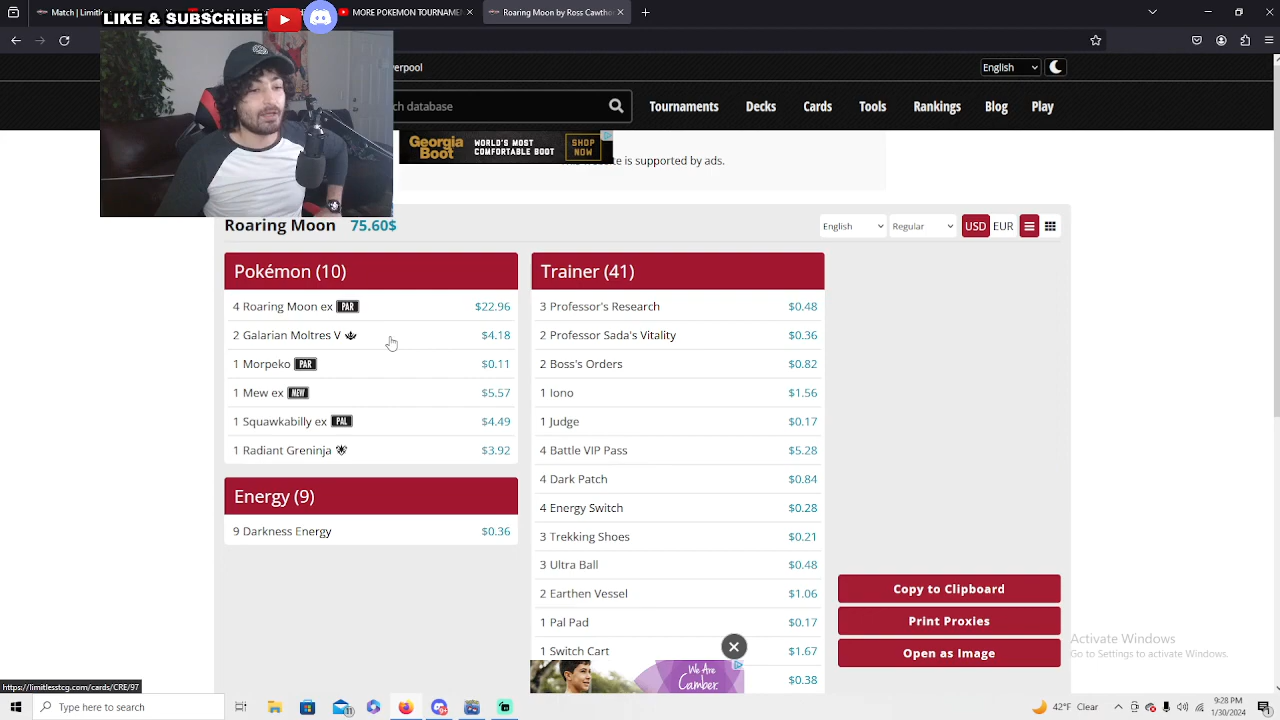 MORE POKEMON TOURNAMEN
Roaring Moon by Ross Cawthon
LIKE & SUBSCRIBE
verpool
English
ch database
Tournaments
Decks
Cards
Tools
Rankings
Blog
Play
Georgia Boot
WORLD'S MOST COMFORTABLE BOOT
SHOP NOW
te is supported by ads.
Roaring Moon 75.60$
English
Regular
USD
EUR
Pokémon (10)
4 Roaring Moon ex PAR $22.96
2 Galarian Moltres V $4.18
1 Morpeko PAR $0.11
1 Mew ex MEW $5.57
1 Squawkabilly ex PAL $4.49
1 Radiant Greninja $3.92
Energy (9)
9 Darkness Energy $0.36
Trainer (41)
3 Professor's Research $0.48
2 Professor Sada's Vitality $0.36
2 Boss's Orders $0.82
1 Iono $1.56
1 Judge $0.17
4 Battle VIP Pass $5.28
4 Dark Patch $0.84
4 Energy Switch $0.28
3 Trekking Shoes $0.21
3 Ultra Ball $0.48
2 Earthen Vessel $1.06
1 Pal Pad $0.17
1 Switch Cart $1.67
$0.38
Copy to Clipboard
Print Proxies
Open as Image
We Are
Camber.
Activate Windows
Go to Settings to activate Windows.
https://limitlesstcg.com/cards/CRE/97
Type here to search
42°F Clear
9:28 PM
1/30/2024